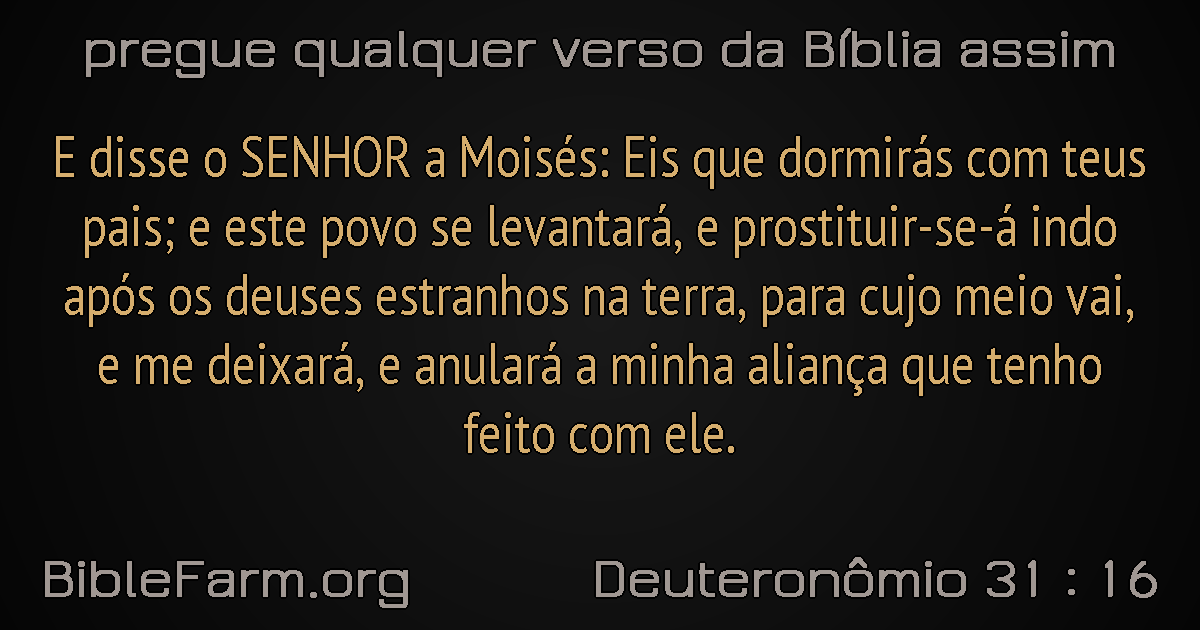 pregue qualquer verso da Bíblia assim
E disse o SENHOR a Moisés: Eis que dormirás com teus
pais; e este povo se levantará, e prostituir-se-á indo
após os deuses estranhos na terra, para cujo meio vai,
e me deixará, e anulará a minha aliança que tenho
feito com ele.
BibleFarm.org
Deuteronômio 31 : 16